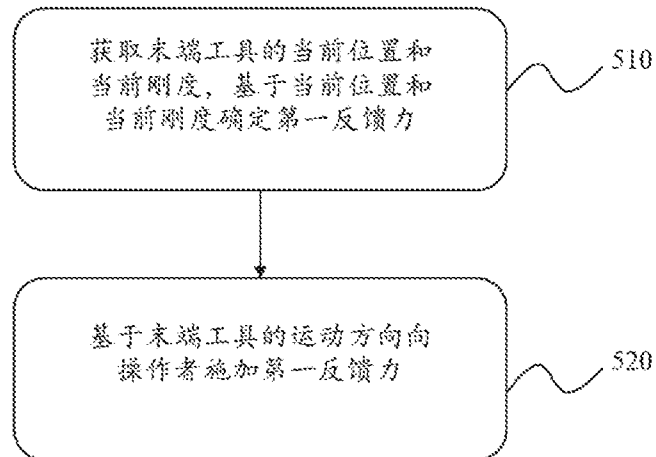 获取末端工具的当前位置和
当前刚度，基于当前位置和
当前刚度确定第一反馈力
510
基于末端工具的运动方向向
操作者施加第一反馈力
520